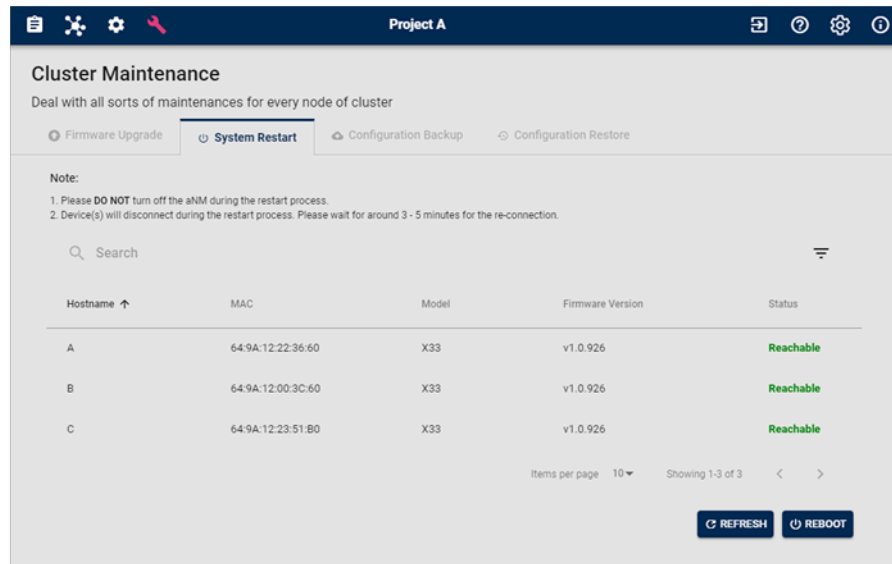 Project A
Cluster Maintenance
Deal with all sorts of maintenances for every node of cluster
Firmware Upgrade System Restart Configuration Backup Configuration Restore
Note:
1. Please DO NOT turn off the aNM during the restart process.
2. Device(s) will disconnect during the restart process. Please wait for around 3 - 5 minutes for the re-connection.
Search
Hostname MAC Model Firmware Version Status
A 64:9A:12:22:36:60 X33 v1.0.926 Reachable
B 64:9A:12:00:3C:60 X33 v1.0.926 Reachable
C 64:9A:12:23:51:B0 X33 v1.0.926 Reachable
Items per page 10 Showing 1-3 of 3
REFRESH REBOOT